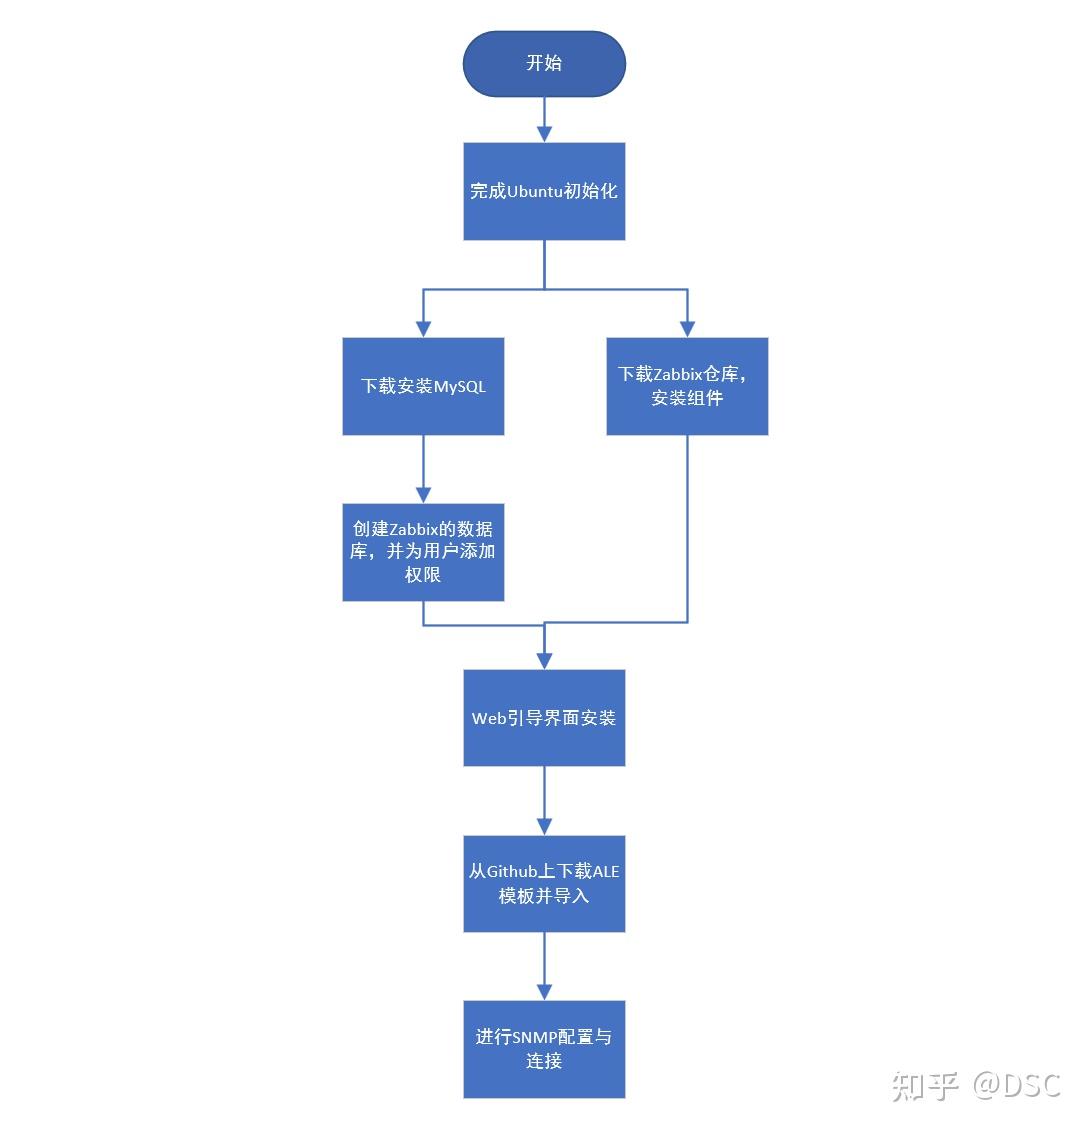 开始
完成Ubuntu初始化
下载安装MySQL
下载Zabbix仓库，
安装组件
创建Zabbix的数据
库，并为用户添加
权限
Web引导界面安装
从Github上下载ALE
模板并导入
进行SNMP配置与
连接
知乎 @DSC